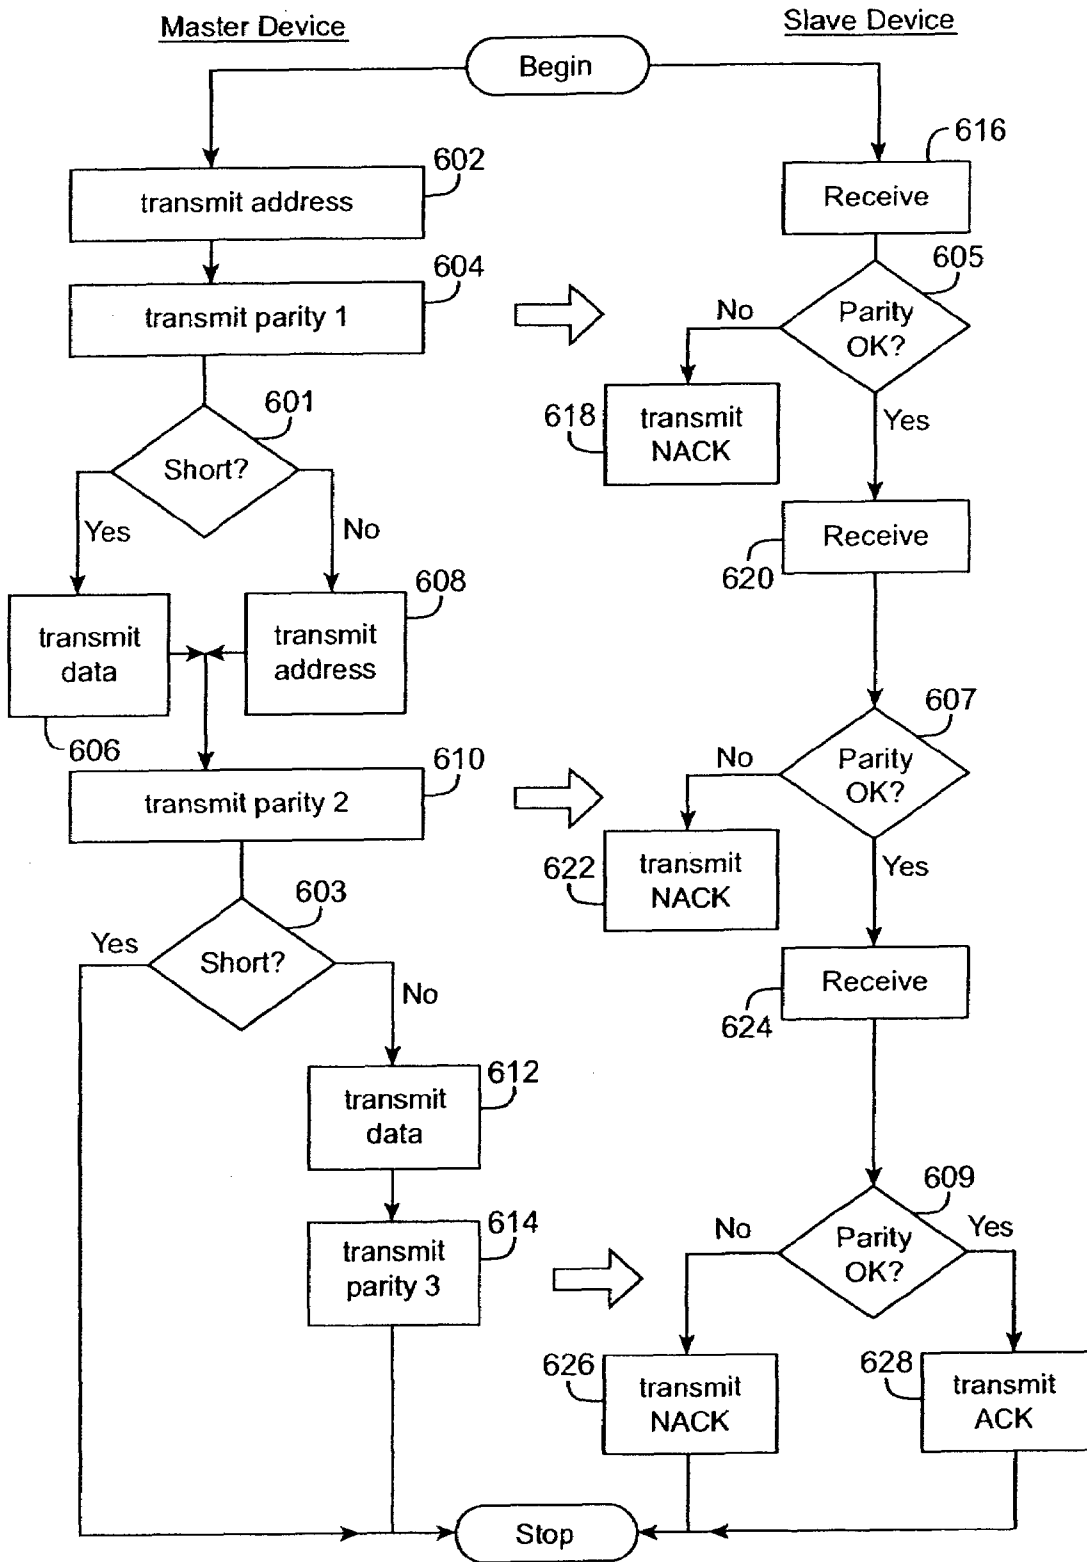 Master Device
Slave Device
Begin
602
transmit address
616
Receive
604
transmit parity 1
605
Parity
OK?
No
Yes
618
transmit
NACK
601
Short?
Yes
No
620
Receive
606
transmit
data
608
transmit
address
610
transmit parity 2
607
Parity
OK?
No
Yes
622
transmit
NACK
603
Short?
Yes
No
624
Receive
612
transmit
data
614
transmit
parity 3
609
Parity
OK?
No
Yes
626
transmit
NACK
628
transmit
ACK
Stop